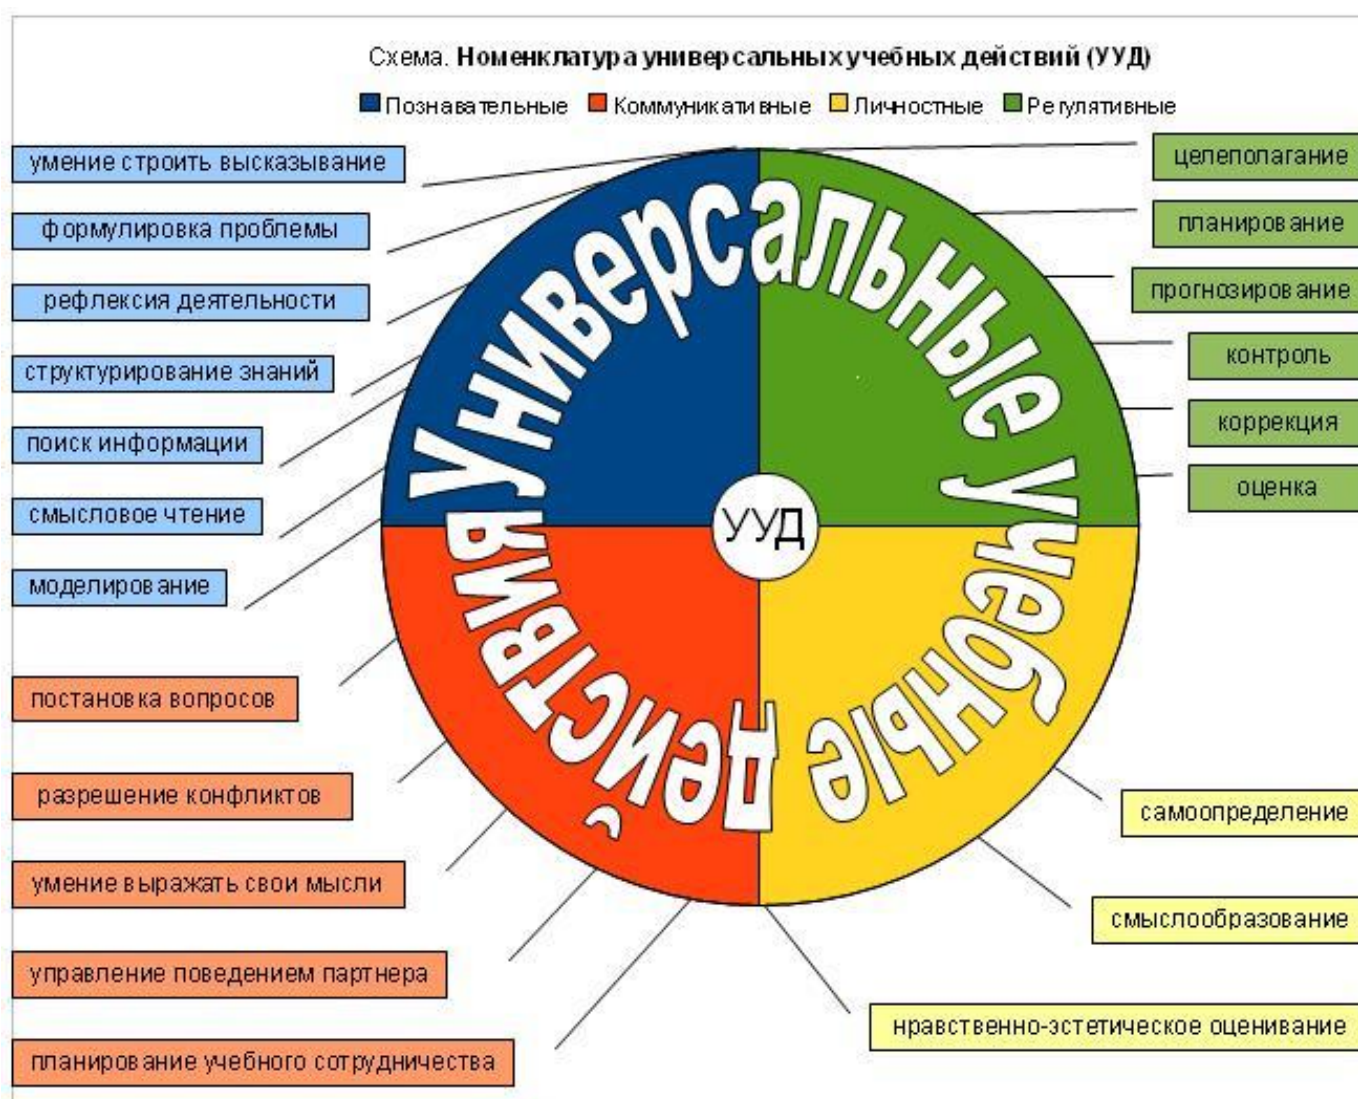 Схема. Номенклатура универсальных учебных действий (УУД)
Познавательные Коммуникативные Личностные Регулятивные
умение строить высказывание
формулировка проблемы
рефлексия деятельности
структурирование знаний
поиск информации
смысловое чтение
моделирование
постановка вопросов
разрешение конфликтов
умение выражать свои мысли
управление поведением партнера
планирование учебного сотрудничества
Универсальные учебные действия
УУД
целеполагание
планирование
прогнозирование
контроль
коррекция
оценка
самоопределение
смыслообразование
нравственно-эстетическое оценивание